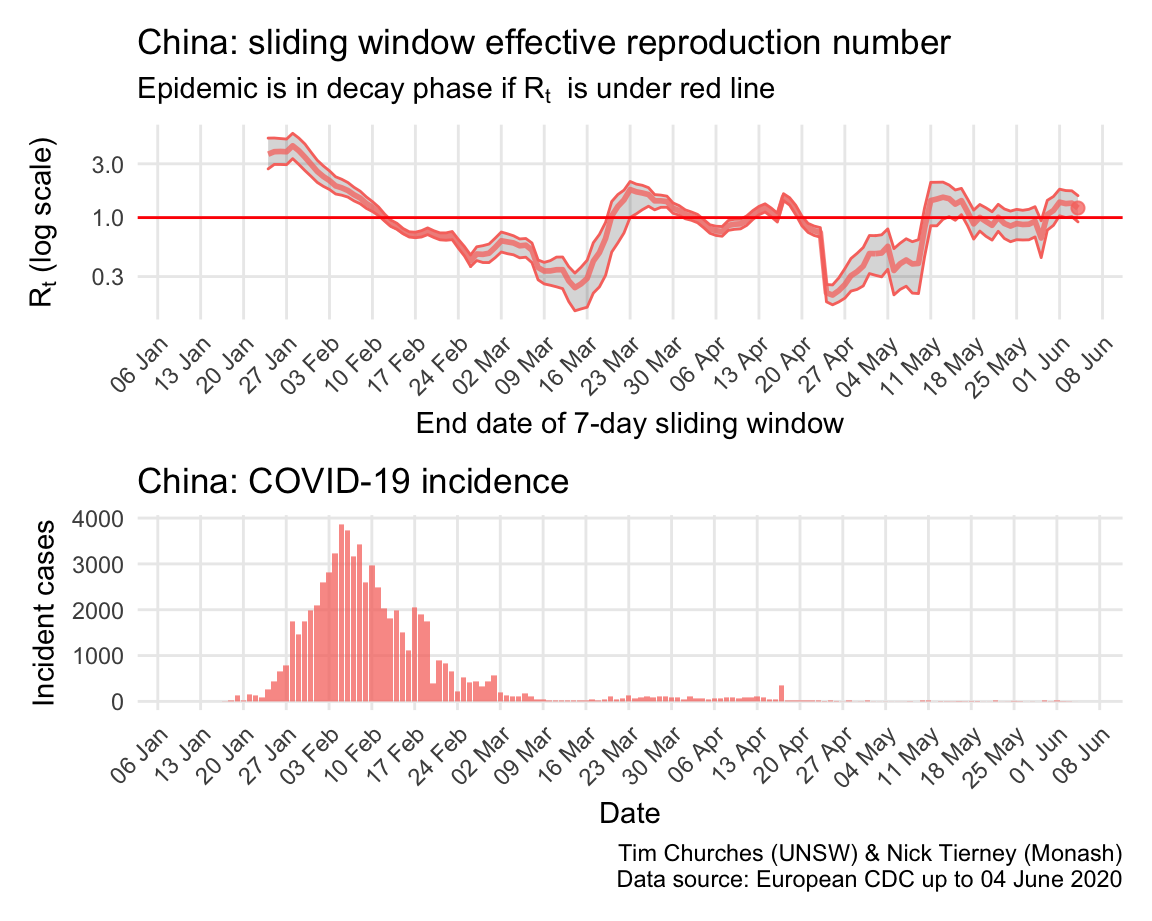 China: sliding window effective reproduction number
Epidemic is in decay phase if Rt is under red line
Rt (log scale)
3.0
1.0
0.3
06 Jan
13 Jan
20 Jan
27 Jan
03 Feb
10 Feb
17 Feb
24 Feb
02 Mar
09 Mar
16 Mar
23 Mar
30 Mar
06 Apr
13 Apr
20 Apr
27 Apr
04 May
11 May
18 May
25 May
01 Jun
08 Jun
End date of 7-day sliding window
China: COVID-19 incidence
Incident cases
4000
3000
2000
1000
0
06 Jan
13 Jan
20 Jan
27 Jan
03 Feb
10 Feb
17 Feb
24 Feb
02 Mar
09 Mar
16 Mar
23 Mar
30 Mar
06 Apr
13 Apr
20 Apr
27 Apr
04 May
11 May
18 May
25 May
01 Jun
08 Jun
Date
Tim Churches (UNSW) & Nick Tierney (Monash)
Data source: European CDC up to 04 June 2020